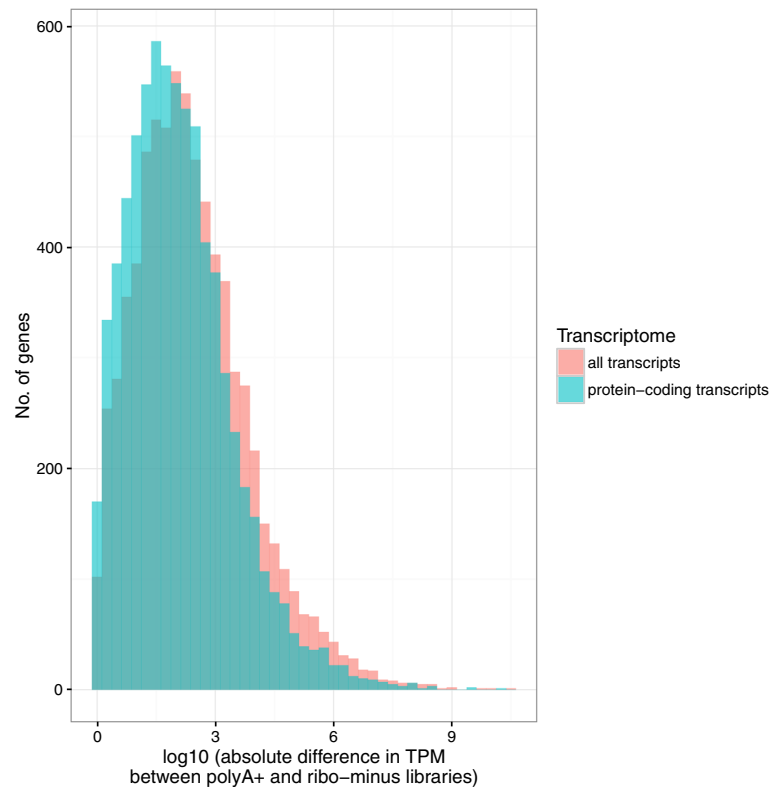 600
400
200
0
No. of genes
0 3 6 9
log10 (absolute difference in TPM
between polyA+ and ribo−minus libraries)
Transcriptome
all transcripts
protein−coding transcripts